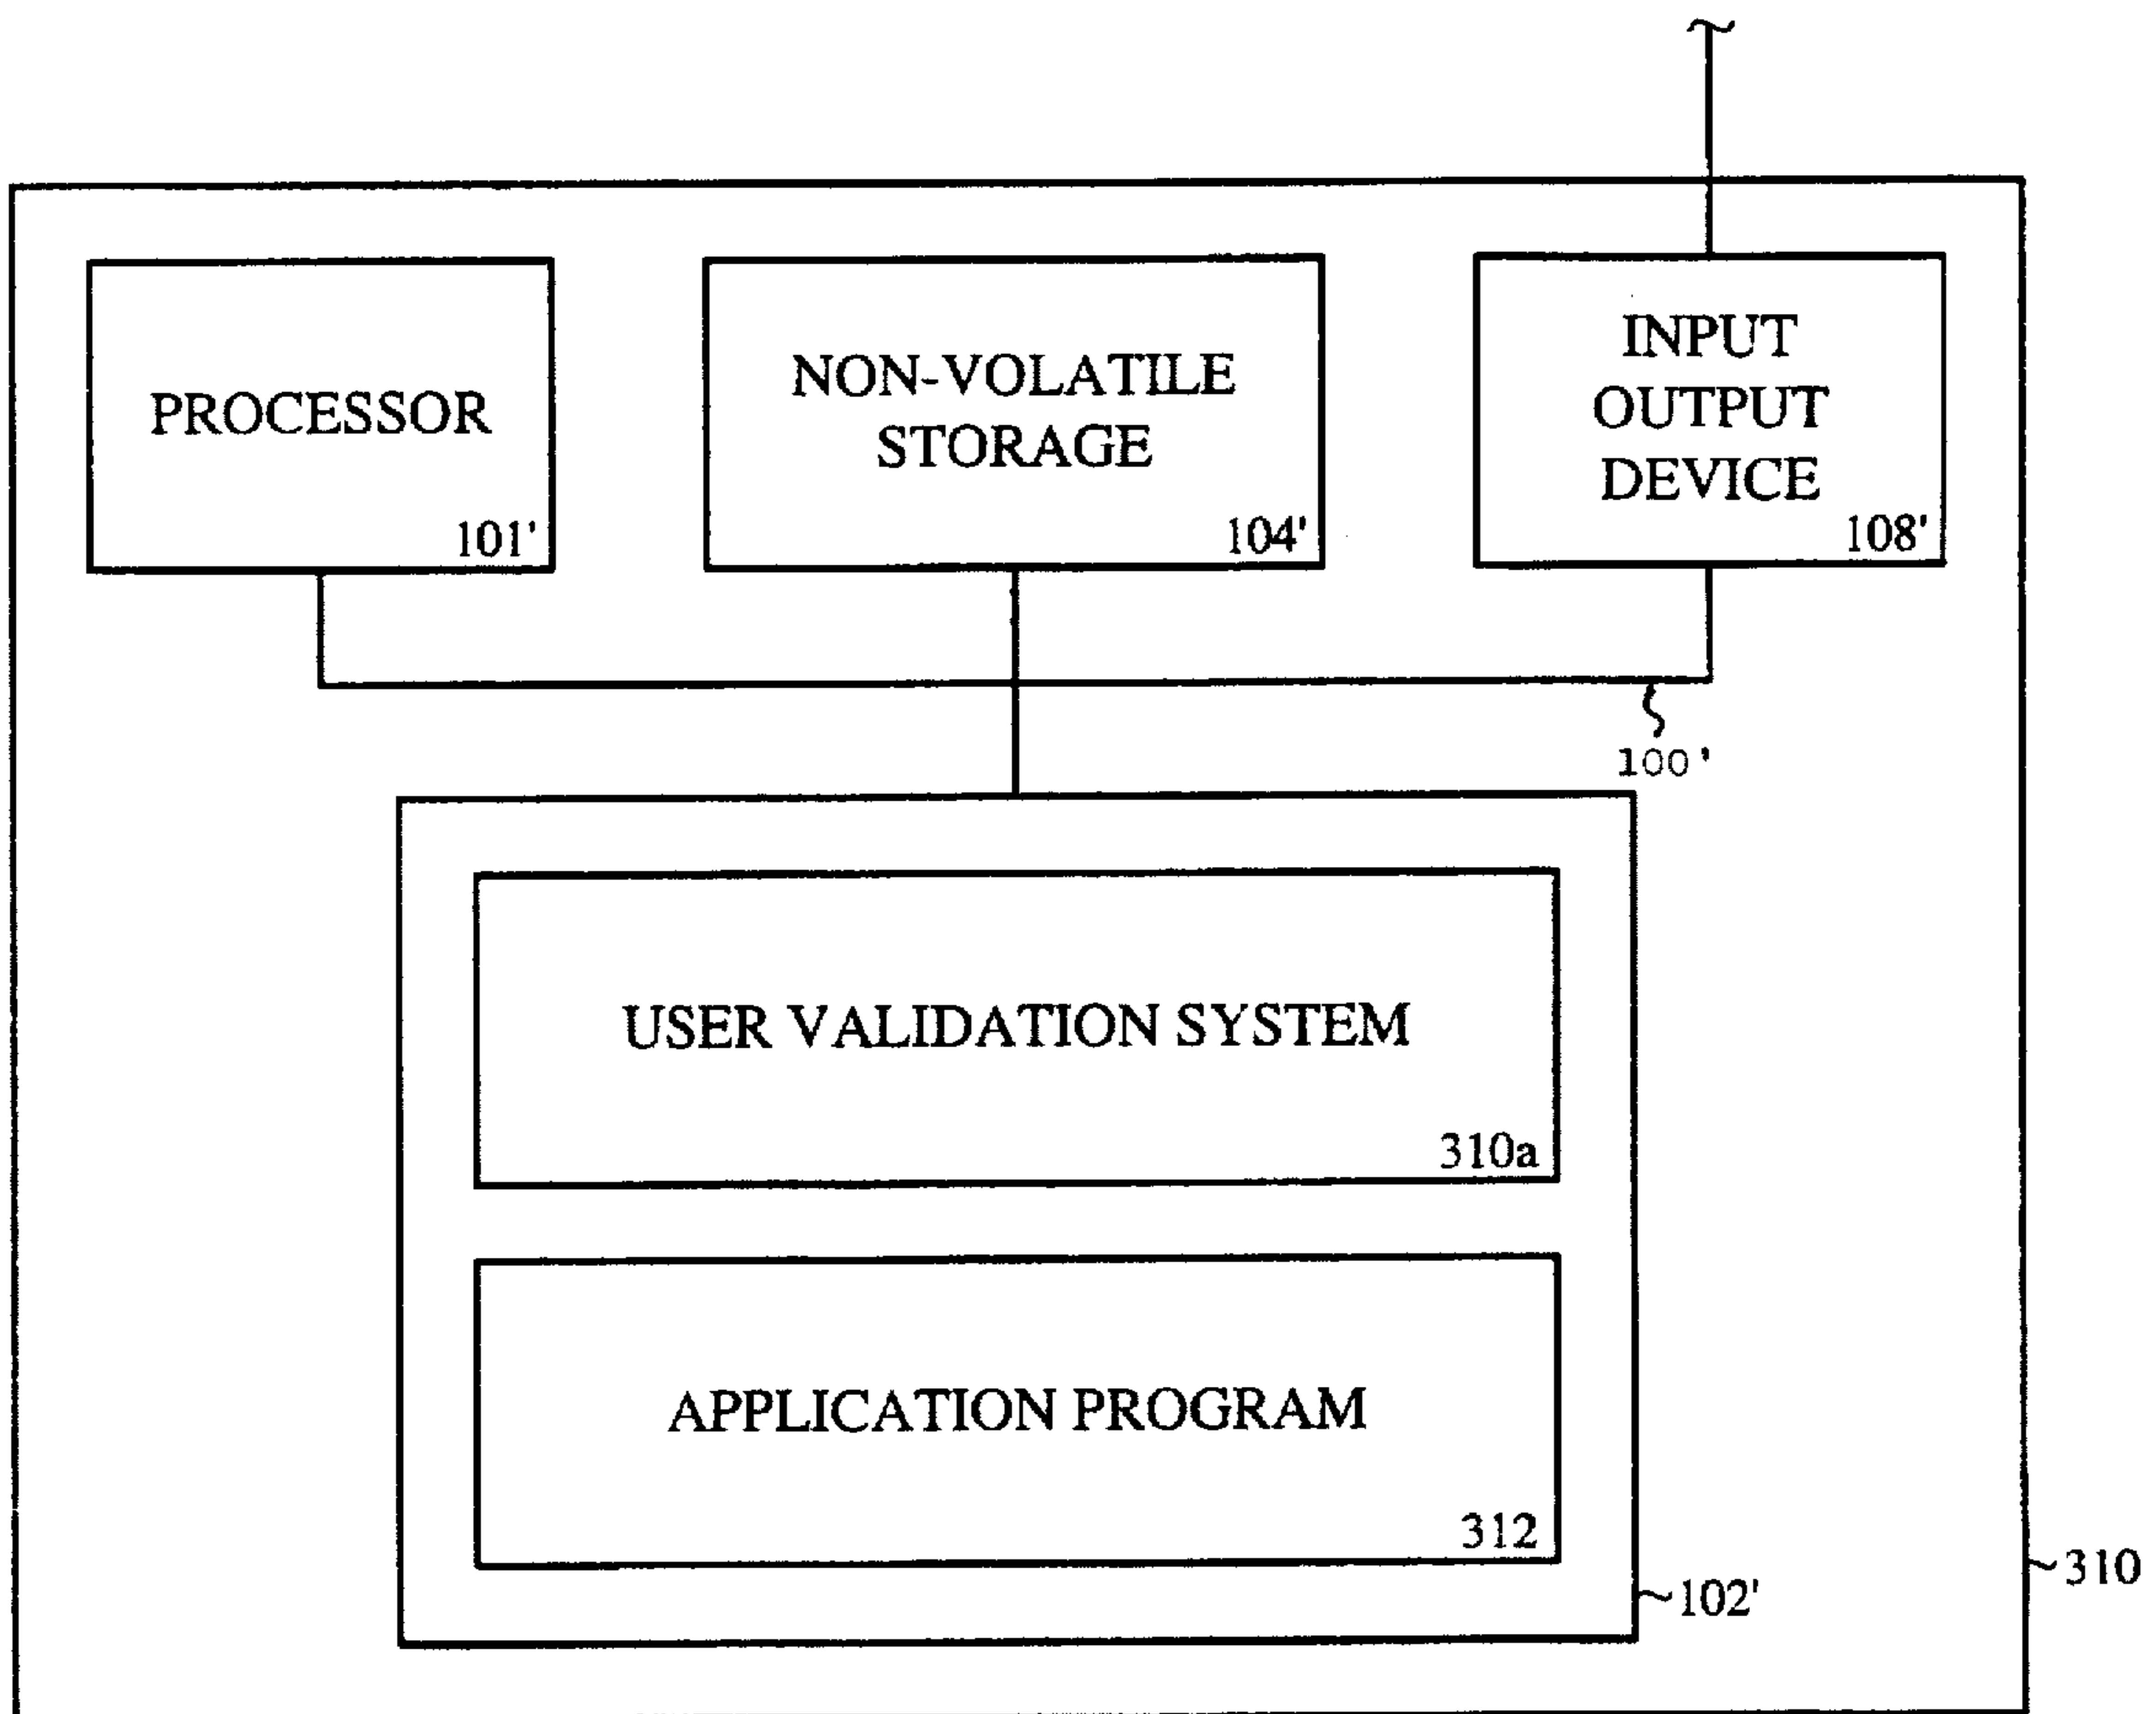 PROCESSOR
101'
NON-VOLATILE
STORAGE
104'
INPUT
OUTPUT
DEVICE
108'
100'
USER VALIDATION SYSTEM
310a
APPLICATION PROGRAM
312
102'
310